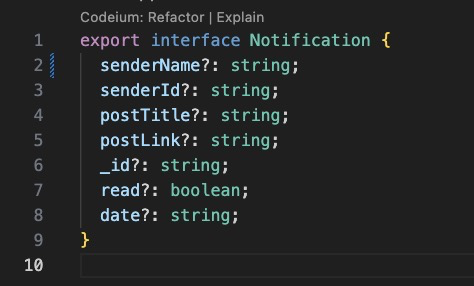 Codeium: Refactor | Explain
1 export interface Notification {
2 senderName?: string;
3 senderId?: string;
4 postTitle?: string;
5 postLink?: string;
6 _id?: string;
7 read?: boolean;
8 date?: string;
9 }
10